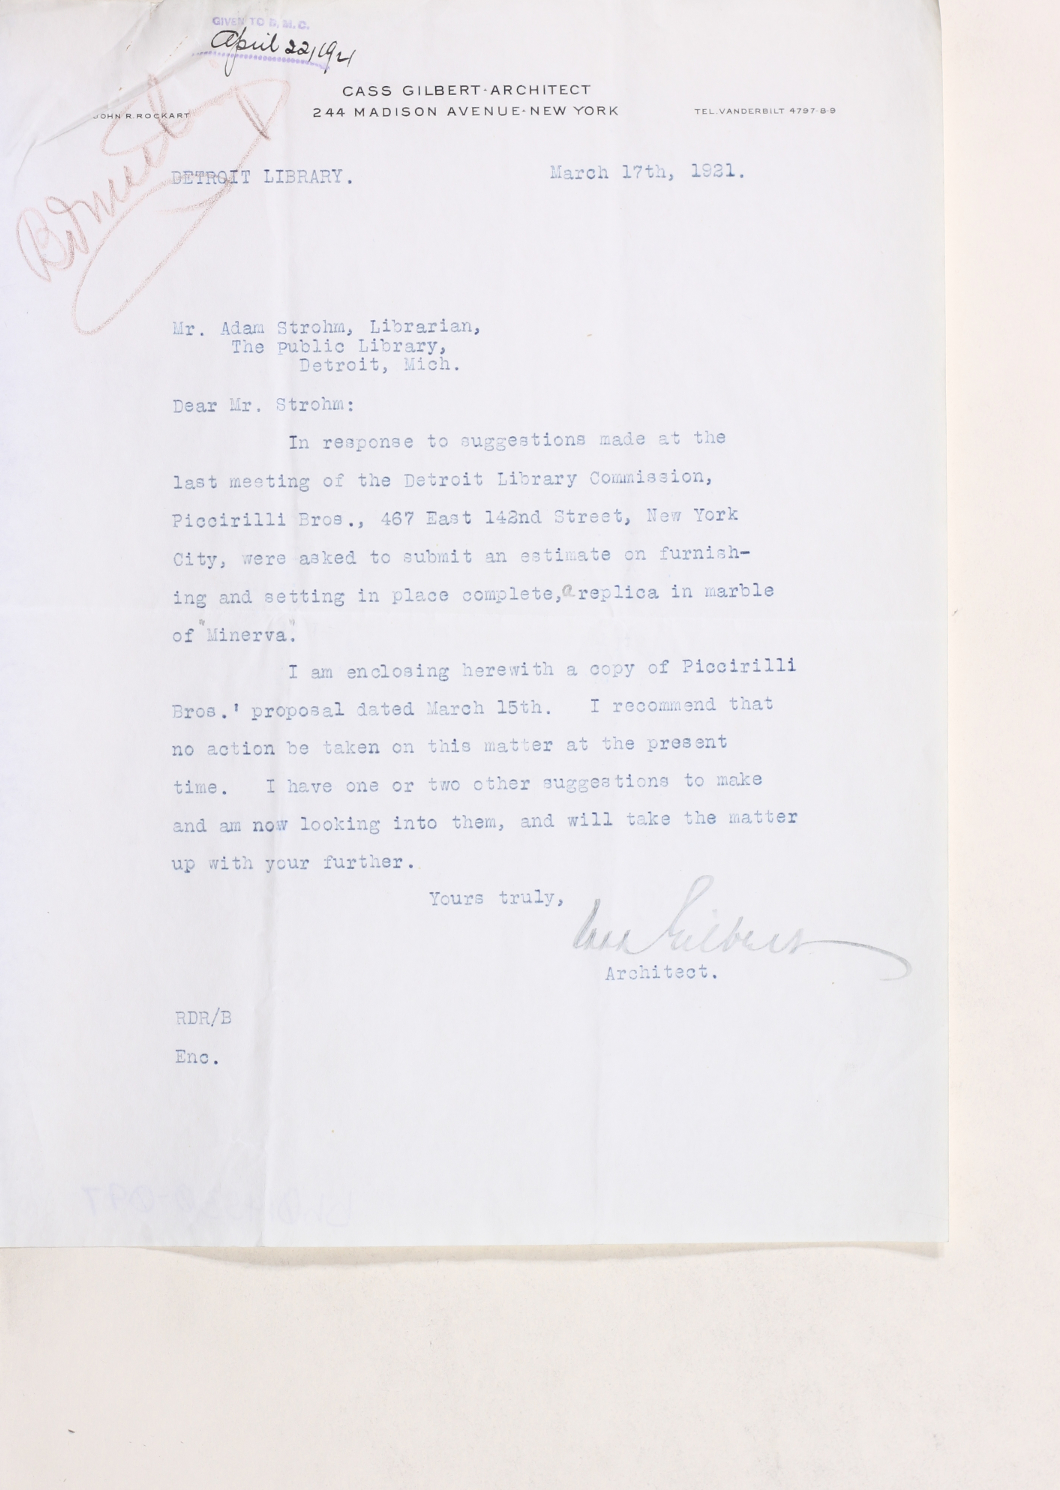 GIVEN TO D. M. C.
April 22, 1921
CASS GILBERT-ARCHITECT
244 MADISON AVENUE-NEW YORK
JOHN R. ROCKART
TEL. VANDERBILT 4797-8-9
DETROIT LIBRARY. March 17th, 1921.
Mr. Adam Strohm, Librarian,
The Public Library,
Detroit, Mich.
Dear Mr. Strohm:
In response to suggestions made at the
last meeting of the Detroit Library Commission,
Piccirilli Bros., 467 East 142nd Street, New York
City, were asked to submit an estimate on furnish-
ing and setting in place complete, a replica in marble
of "Minerva".
I am enclosing herewith a copy of Piccirilli
Bros.' proposal dated March 15th. I recommend that
no action be taken on this matter at the present
time. I have one or two other suggestions to make
and am now looking into them, and will take the matter
up with your further.
Yours truly,
Cass Gilbert
Architect.
RDR/B
Enc.